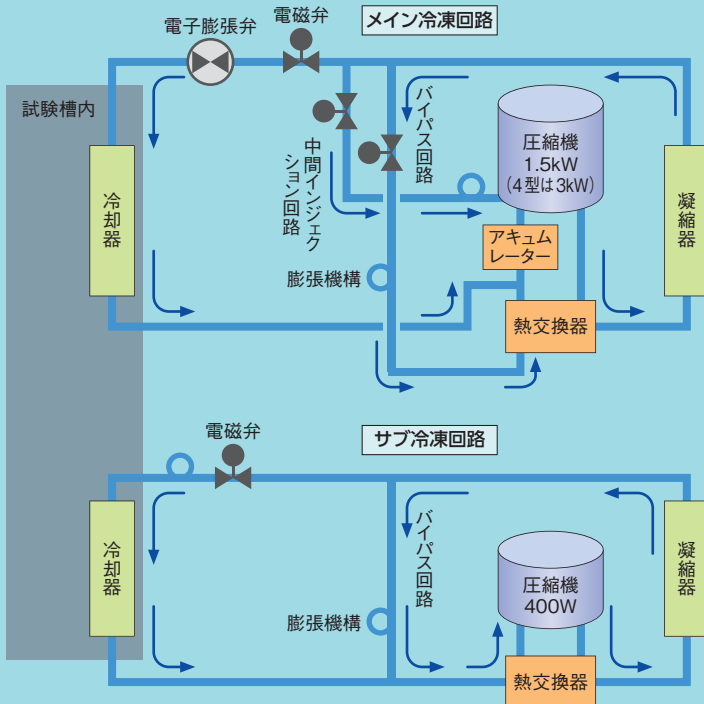 メイン冷凍回路
電磁弁
電子膨張弁
試験槽内
冷却器
中間インジェク
ション回路
バイパス回路
圧縮機
1.5kW
(4型は3kW)
凝縮器
アキュム
レーター
膨張機構
熱交換器
サブ冷凍回路
電磁弁
冷却器
バイパス回路
圧縮機
400W
凝縮器
膨張機構
熱交換器